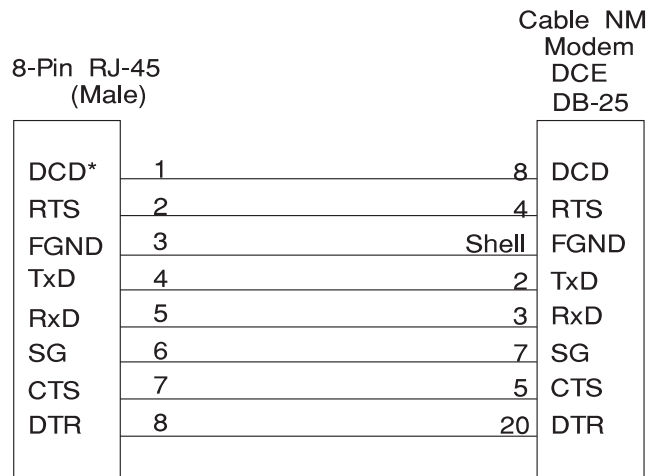 Cable NM
Modem
DCE
DB-25
8-Pin RJ-45
(Male)
DCD* 1 8 DCD
RTS 2 4 RTS
FGND 3 Shell FGND
TxD 4 2 TxD
RxD 5 3 RxD
SG 6 7 SG
CTS 7 5 CTS
DTR 8 20 DTR